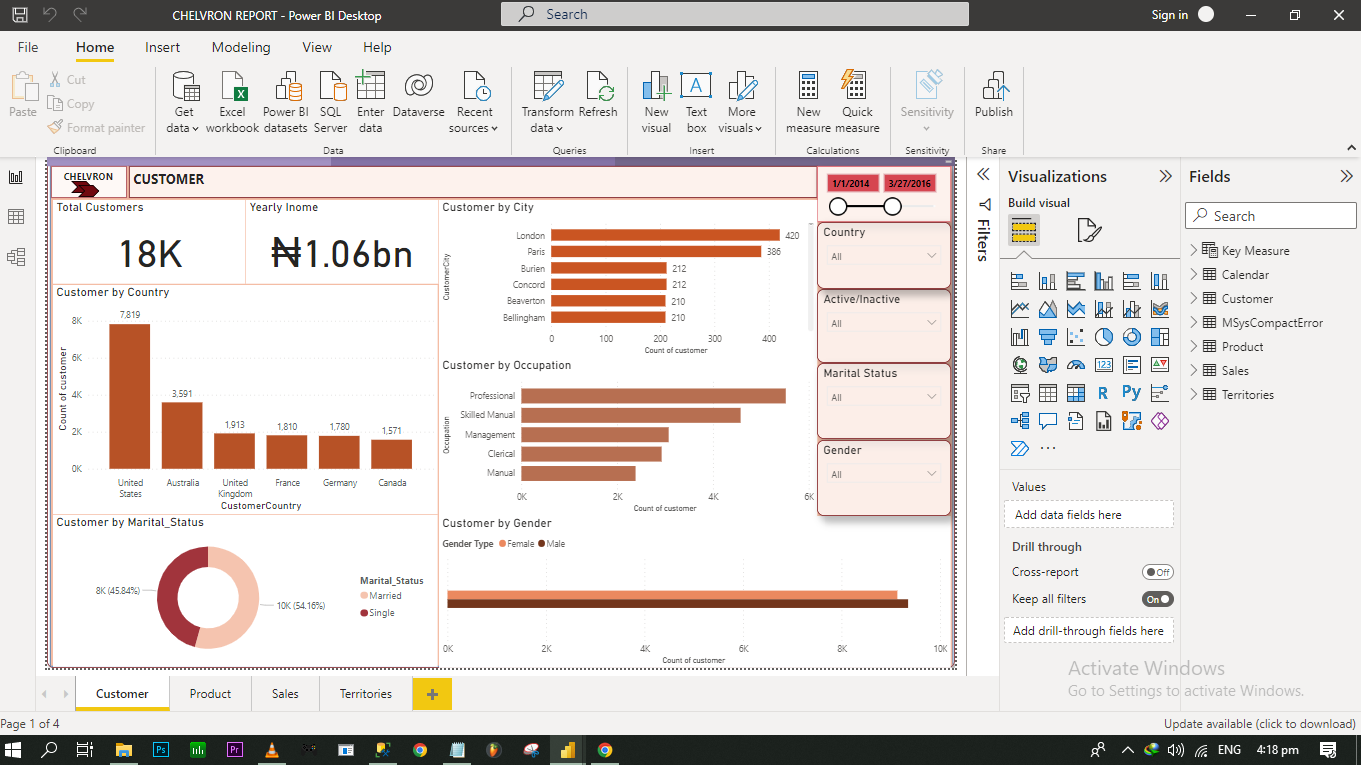 CHELVRON REPORT - Power BI Desktop
Search
Sign in
File
Home
Insert
Modeling
View
Help
Paste
Cut
Copy
Format painter
Clipboard
Get data
Excel workbook
Power BI datasets
SQL Server
Enter data
Dataverse
Recent sources
Data
Transform data
Refresh
Queries
New visual
Text box
More visuals
Insert
New measure
Quick measure
Calculations
Sensitivity
Sensitivity
Publish
Share
CHELVRON
CUSTOMER
1/1/2014
3/27/2016
Total Customers
18K
Yearly Inome
₦1.06bn
Customer by Country
Count of customer
8K
6K
4K
2K
0K
7,819
3,591
1,913
1,810
1,780
1,571
United States
Australia
United Kingdom
France
Germany
Canada
CustomerCountry
Customer by Marital_Status
8K (45.84%)
10K (54.16%)
Marital_Status
Married
Single
Customer by City
CustomerCity
London 420
Paris 386
Burien 212
Concord 212
Beaverton 210
Bellingham 210
0 100 200 300 400
Count of customer
Customer by Occupation
Occupation
Professional
Skilled Manual
Management
Clerical
Manual
0K 2K 4K 6K
Count of customer
Customer by Gender
Gender Type Female Male
0K 2K 4K 6K 8K 10K
Count of customer
Country
All
Active/Inactive
All
Marital Status
All
Gender
All
Filters
Visualizations
Build visual
123
R
Py
Values
Add data fields here
Drill through
Cross-report
Off
Keep all filters
On
Add drill-through fields here
Fields
Search
Key Measure
Calendar
Customer
MSysCompactError
Product
Sales
Territories
Activate Windows
Go to Settings to activate Windows.
Customer
Product
Sales
Territories
Page 1 of 4
Update available (click to download)
Ps
Pr
ENG
4:18 pm